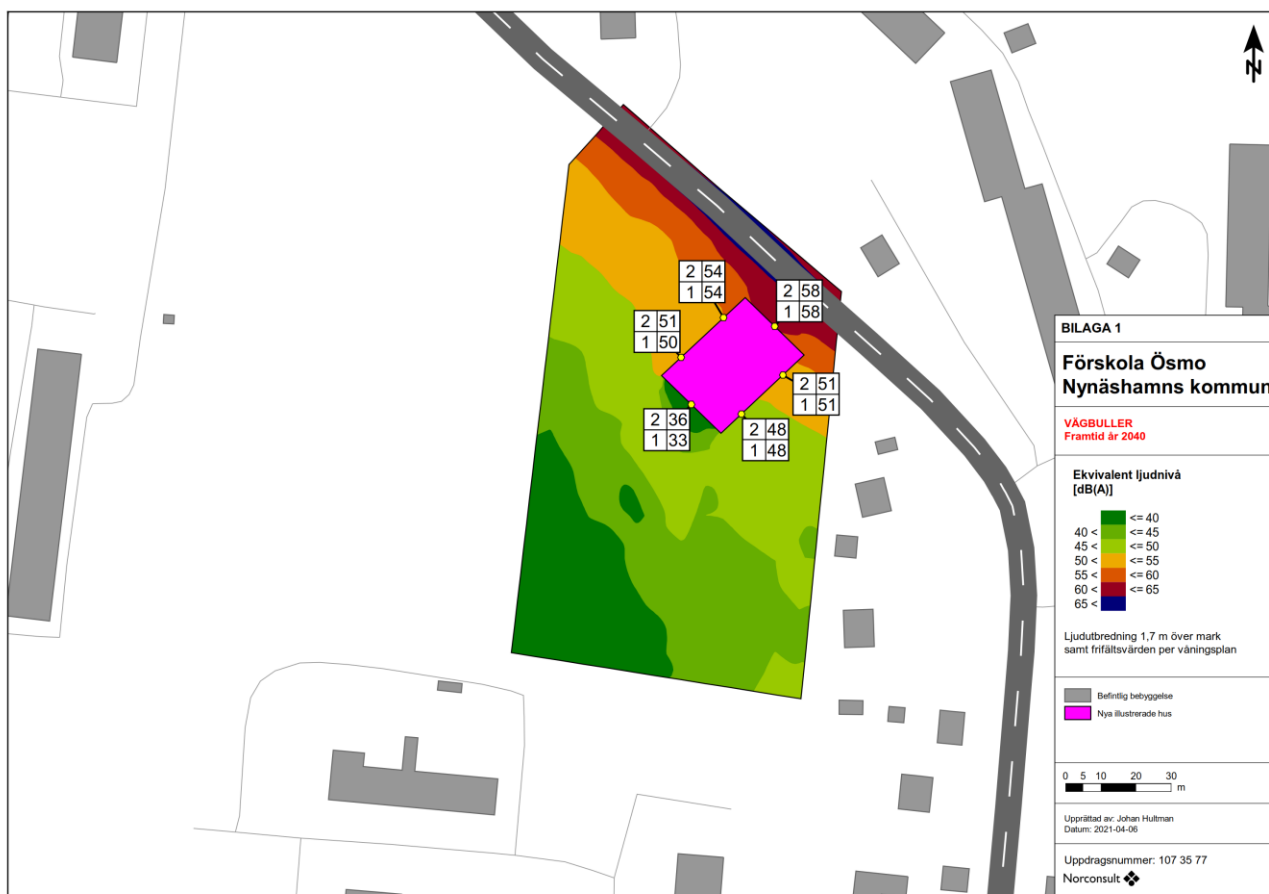 N
2 54
1 54
2 58
1 58
2 51
1 50
2 51
1 51
2 36
1 33
2 48
1 48
BILAGA 1
Förskola Ösmo
Nynäshamns kommun
VÄGBULLER
Framtid år 2040
Ekvivalent ljudnivå
[dB(A)]
<= 40
40 < <= 45
45 < <= 50
50 < <= 55
55 < <= 60
60 < <= 65
65 <
Ljudutbredning 1,7 m över mark
samt frifältsvärden per våningsplan
Befintlig bebyggelse
Nya illustrerade hus
0 5 10 20 30
m
Upprättad av: Johan Hultman
Datum: 2021-04-06
Uppdragsnummer: 107 35 77
Norconsult